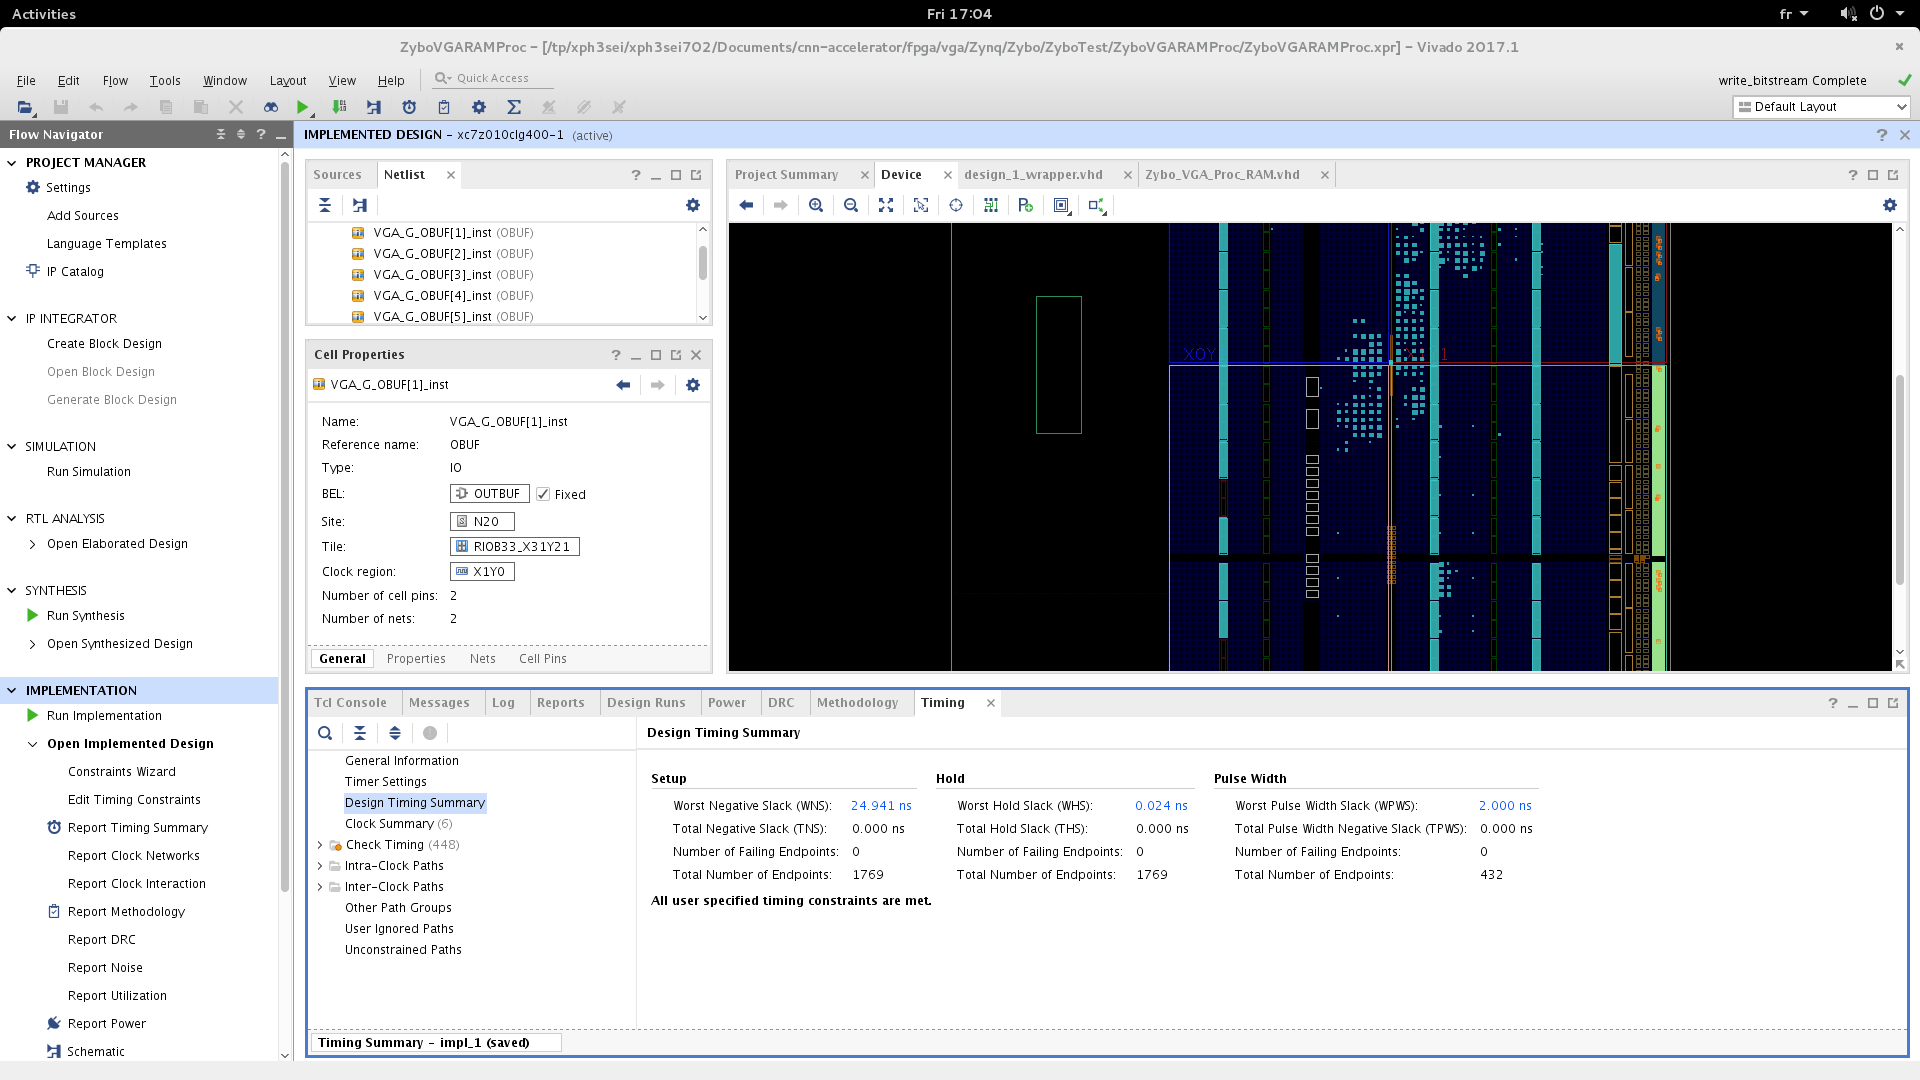 Activities
Fri 17:04
fr
ZyboVGARAMProc - [/tp/xph3sei/xph3sei702/Documents/cnn-accelerator/fpga/vga/Zynq/Zybo/ZyboTest/ZyboVGARAMProc/ZyboVGARAMProc.xpr] - Vivado 2017.1
File Edit Flow Tools Window Layout View Help
Quick Access
write_bitstream Complete
Default Layout
Flow Navigator
IMPLEMENTED DESIGN - xc7z010clg400-1 (active)
PROJECT MANAGER
Settings
Add Sources
Language Templates
IP Catalog
IP INTEGRATOR
Create Block Design
Open Block Design
Generate Block Design
SIMULATION
Run Simulation
RTL ANALYSIS
Open Elaborated Design
SYNTHESIS
Run Synthesis
Open Synthesized Design
IMPLEMENTATION
Run Implementation
Open Implemented Design
Constraints Wizard
Edit Timing Constraints
Report Timing Summary
Report Clock Networks
Report Clock Interaction
Report Methodology
Report DRC
Report Noise
Report Utilization
Report Power
Schematic
Sources Netlist
VGA_G_OBUF[1]_inst (OBUF)
VGA_G_OBUF[2]_inst (OBUF)
VGA_G_OBUF[3]_inst (OBUF)
VGA_G_OBUF[4]_inst (OBUF)
VGA_G_OBUF[5]_inst (OBUF)
Cell Properties
VGA_G_OBUF[1]_inst
Name: VGA_G_OBUF[1]_inst
Reference name: OBUF
Type: IO
BEL: OUTBUF Fixed
Site: N20
Tile: RIOB33_X31Y21
Clock region: X1Y0
Number of cell pins: 2
Number of nets: 2
General Properties Nets Cell Pins
Project Summary Device design_1_wrapper.vhd Zybo_VGA_Proc_RAM.vhd
X0Y
Tcl Console Messages Log Reports Design Runs Power DRC Methodology Timing
General Information
Timer Settings
Design Timing Summary
Clock Summary (6)
Check Timing (448)
Intra-Clock Paths
Inter-Clock Paths
Other Path Groups
User Ignored Paths
Unconstrained Paths
Design Timing Summary
Setup Hold Pulse Width
Worst Negative Slack (WNS): 24.941 ns Worst Hold Slack (WHS): 0.024 ns Worst Pulse Width Slack (WPWS): 2.000 ns
Total Negative Slack (TNS): 0.000 ns Total Hold Slack (THS): 0.000 ns Total Pulse Width Negative Slack (TPWS): 0.000 ns
Number of Failing Endpoints: 0 Number of Failing Endpoints: 0 Number of Failing Endpoints: 0
Total Number of Endpoints: 1769 Total Number of Endpoints: 1769 Total Number of Endpoints: 432
All user specified timing constraints are met.
Timing Summary - impl_1 (saved)